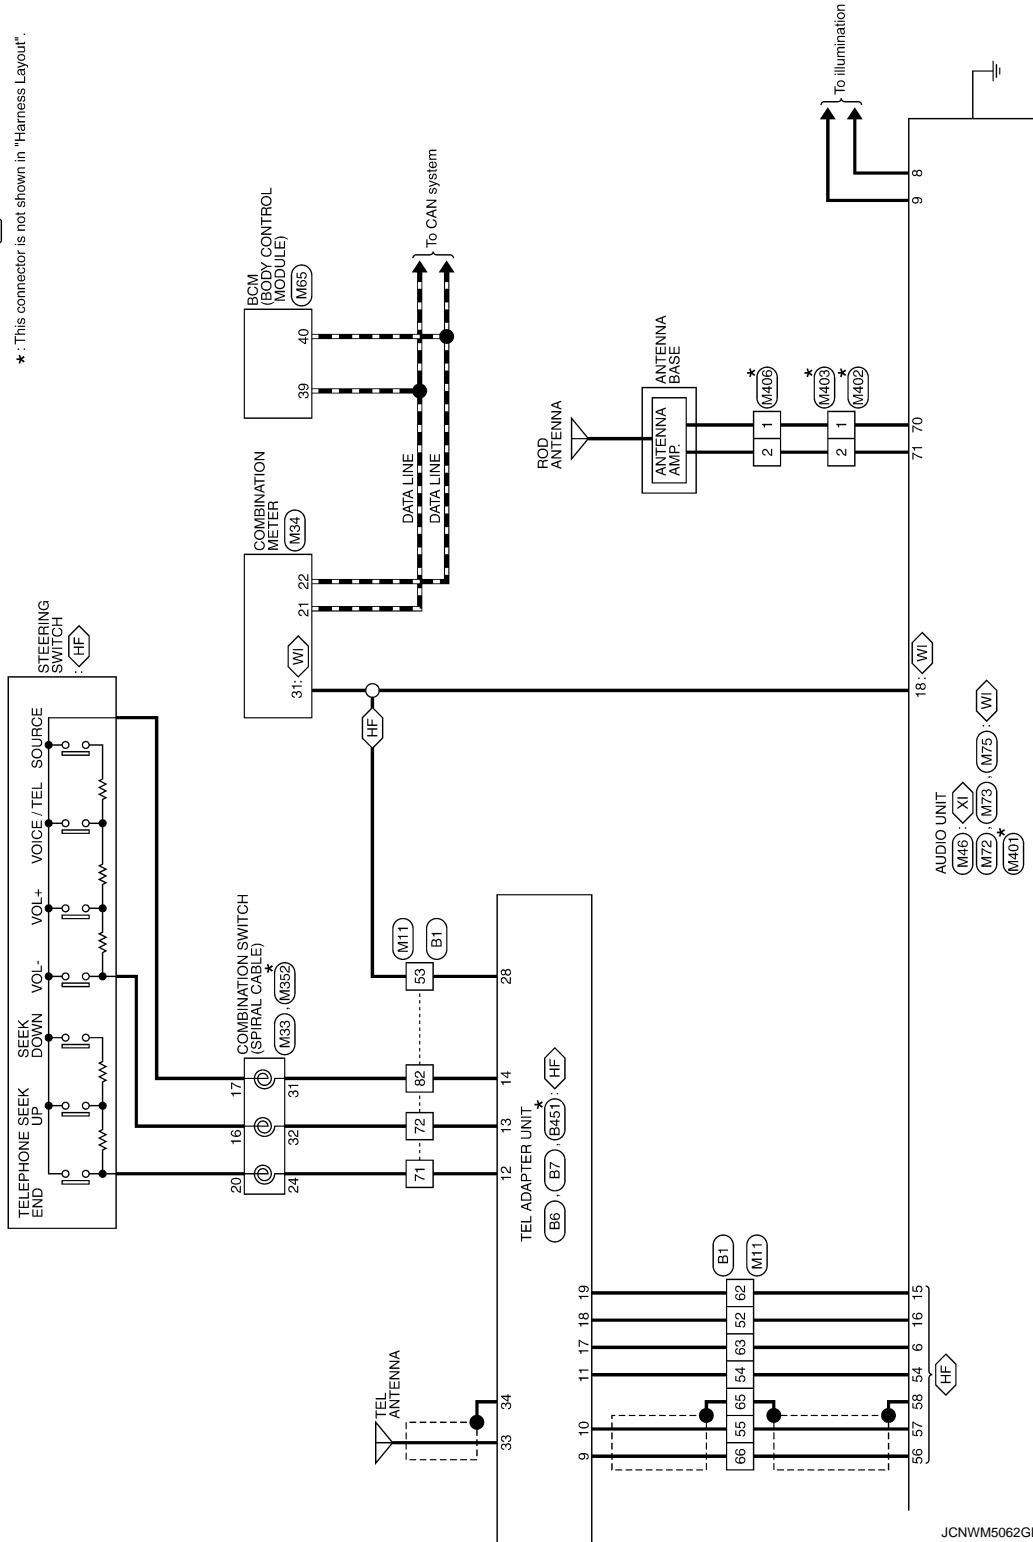 * : This connector is not shown in "Harness Layout".
STEERING
SWITCH
: HF
TELEPHONE
END
SEEK
UP
SEEK
DOWN
VOL-
VOL+
VOICE / TEL
SOURCE
COMBINATION SWITCH
(SPIRAL CABLE)
M33 , M352 *
20
16
17
24
32
31
COMBINATION
METER
M34
31 : WI
21
22
BCM
(BODY CONTROL
MODULE)
M65
39
40
DATA LINE
DATA LINE
To CAN system
HF
M11
B1
71
72
82
53
TEL
ANTENNA
33
34
12
13
14
28
TEL ADAPTER UNIT
B6 , B7 , B451 * : HF
9
10
11
17
18
19
B1
M11
66
55
65
54
63
52
62
56
57
58
54
6
16
15
HF
ROD
ANTENNA
ANTENNA
BASE
ANTENNA
AMP.
2
1
M406 *
2
1
M403 *
M402 *
To illumination
18 : WI
71
70
9
8
AUDIO UNIT
M46 : XI
M72 , M73 , M75 : WI
M401 *